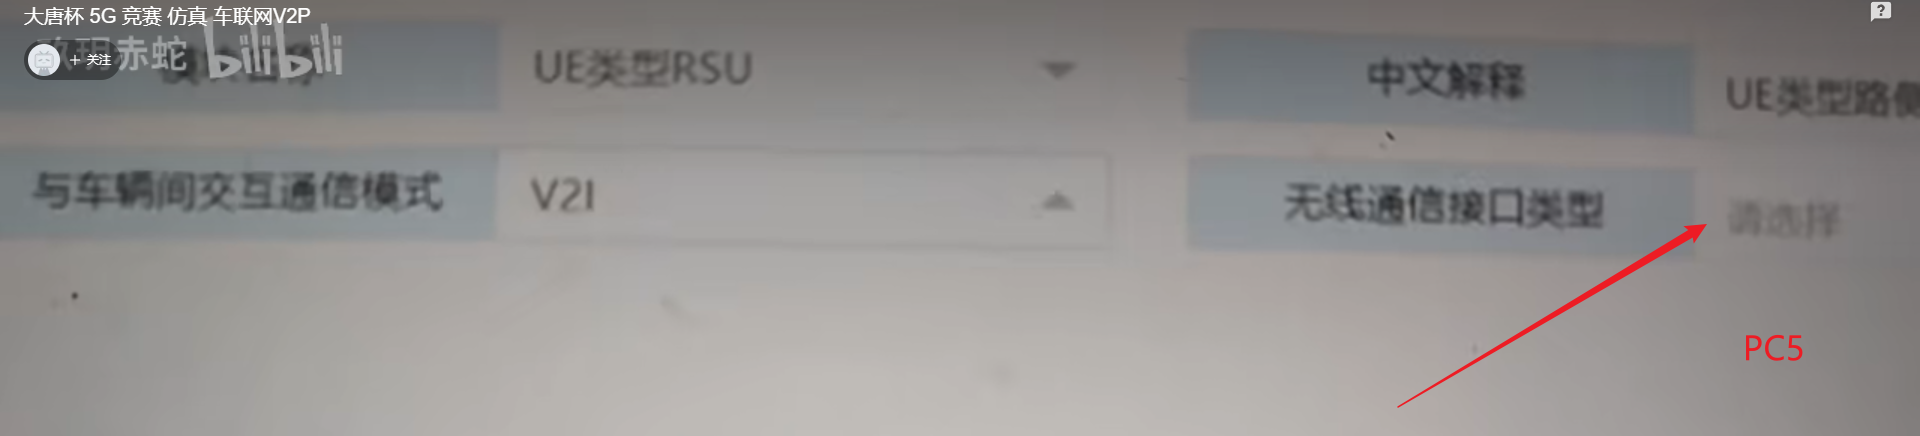 大唐杯 5G 竞赛 仿真 车联网V2P
赤蛇 bilibili
+ 关注
UE类型RSU
中文解释
UE类型路侧
与车辆间交互通信模式
V2I
无线通信接口类型
请选择
PC5